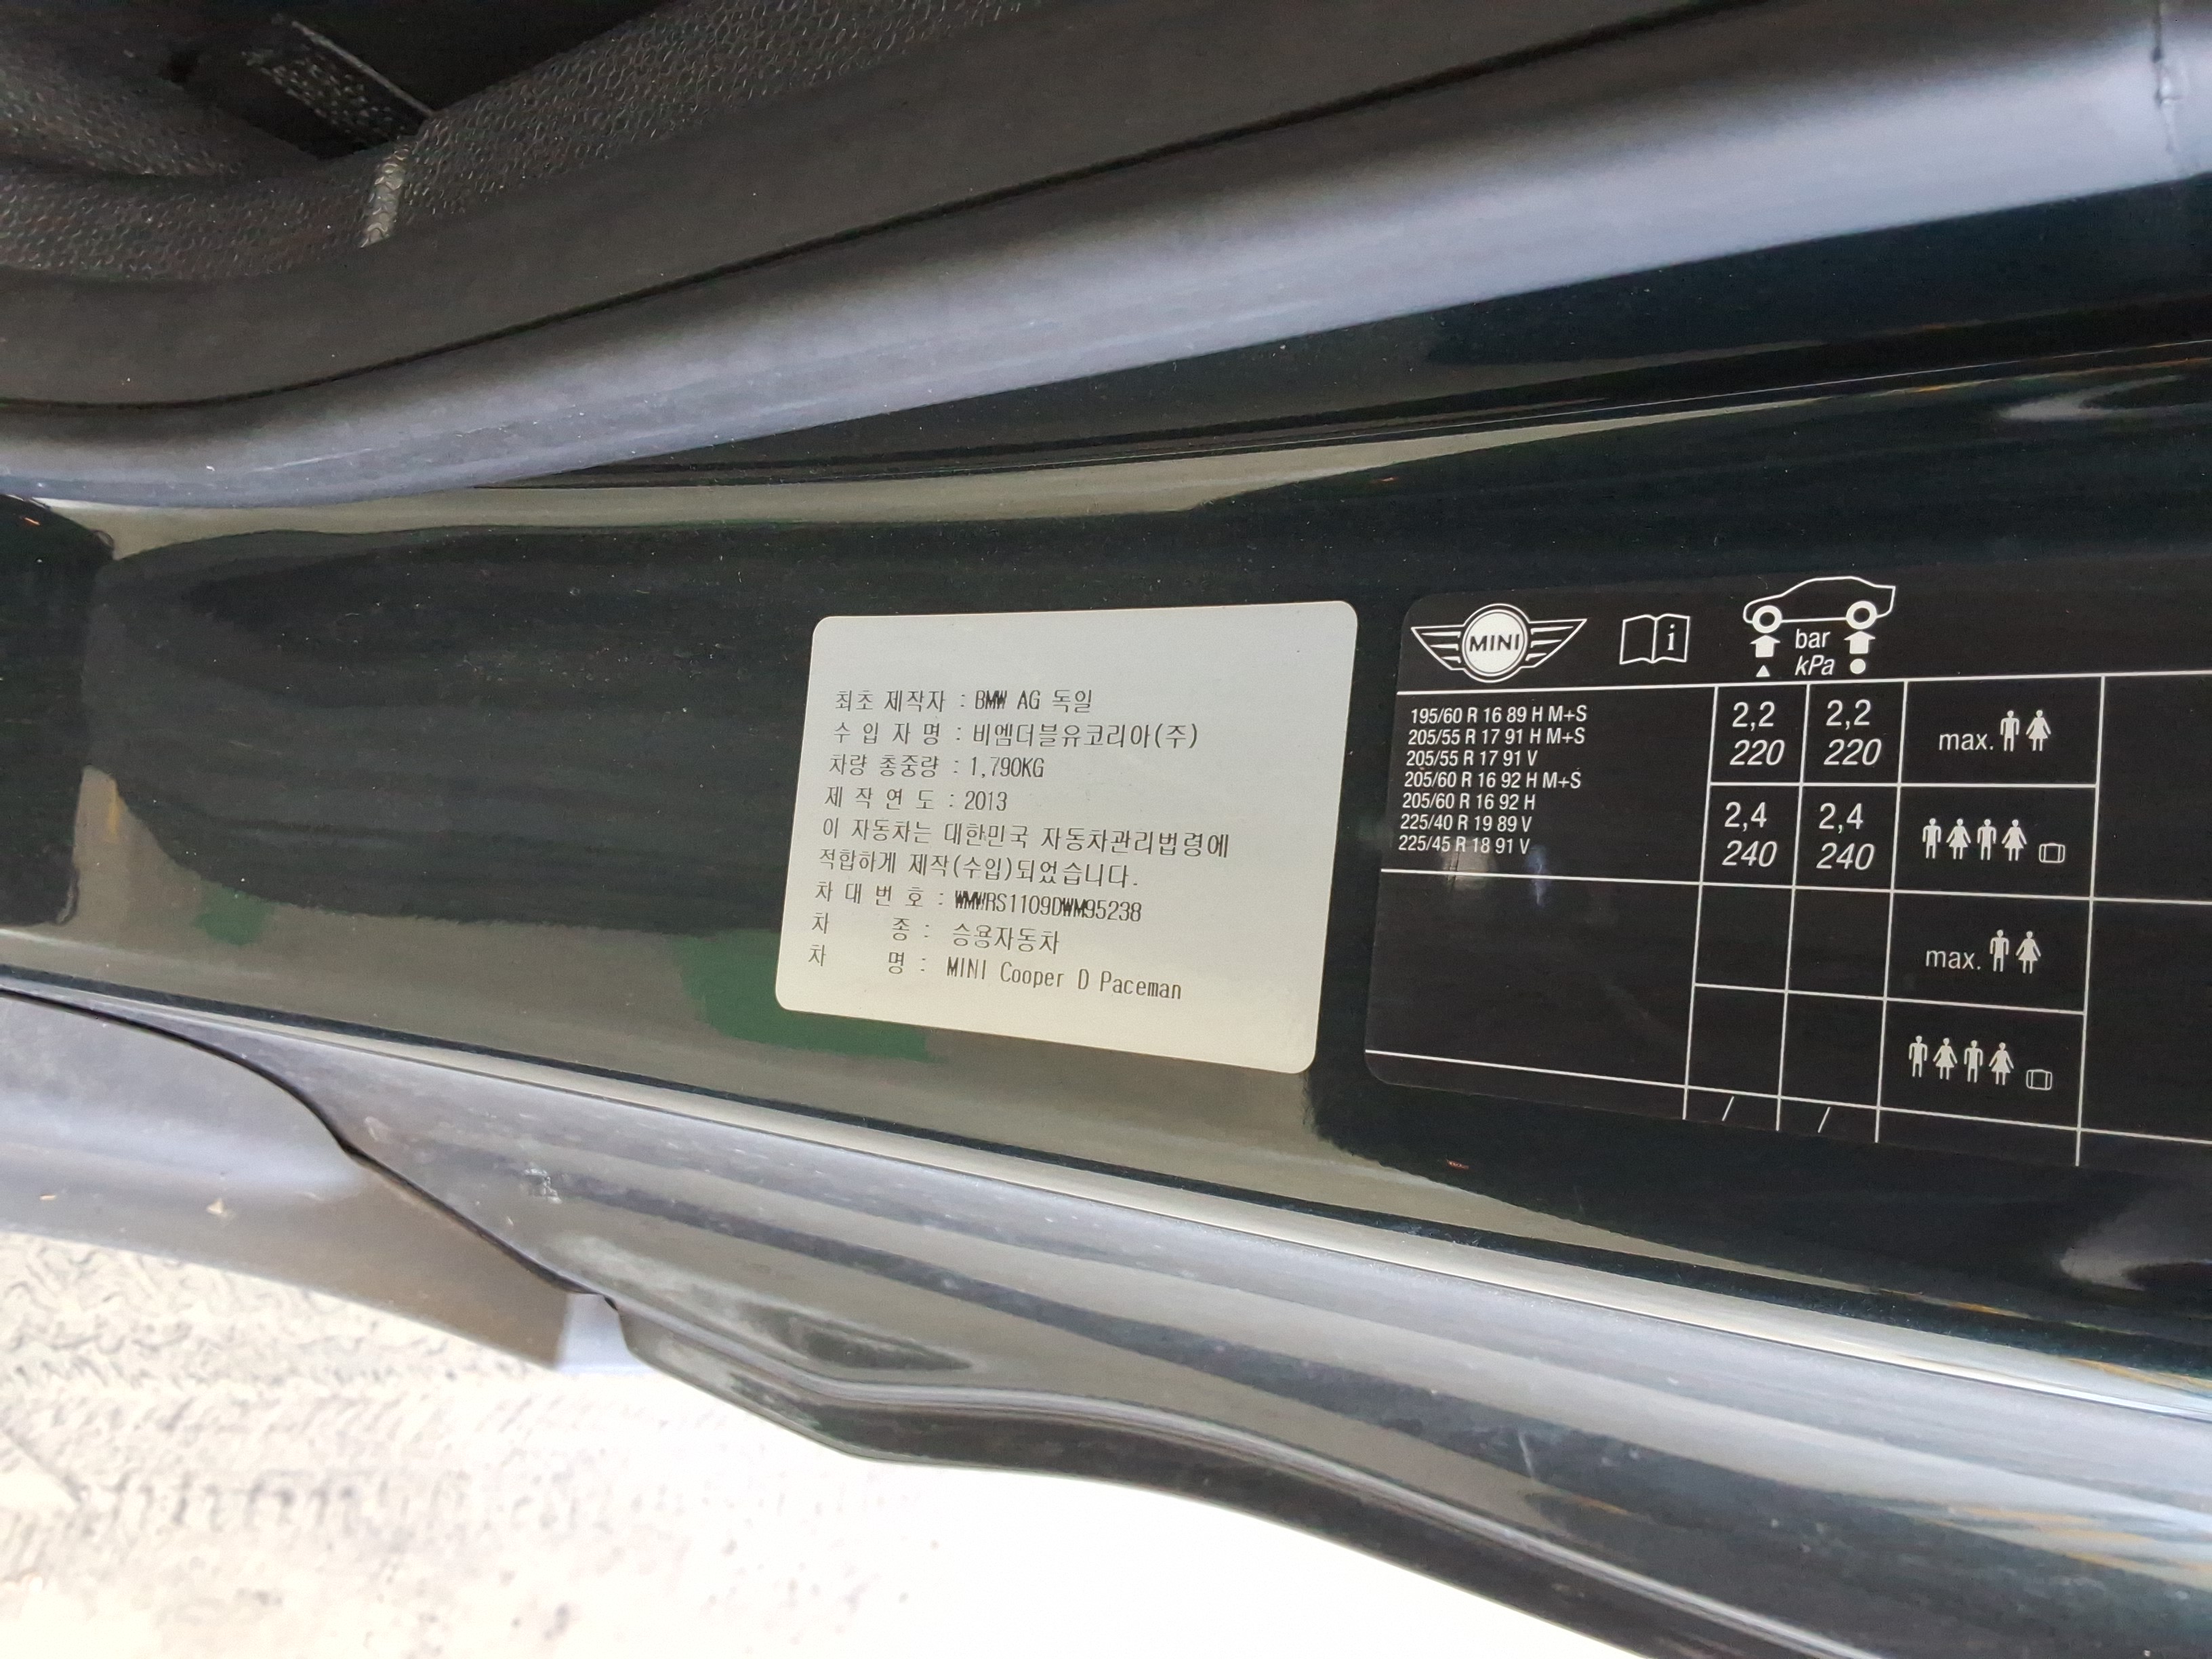 최초 제작자 : BMW AG 독일
수 입 자 명 : 비엠더블유코리아(주)
차량 총중량 : 1,790KG
제 작 연 도 : 2013
이 자동차는 대한민국 자동차관리법령에
적합하게 제작(수입)되었습니다.
차 대 번 호 : WMWRS1109DWM95238
차 종 : 승용자동차
차 명 : MINI Cooper D Paceman
MINI
i
bar
kPa
195/60 R 16 89 H M+S
205/55 R 17 91 H M+S
205/55 R 17 91 V
205/60 R 16 92 H M+S
205/60 R 16 92 H
225/40 R 19 89 V
225/45 R 18 91 V
2,2 2,2
220 220
max.
2,4 2,4
240 240
max.
/ /